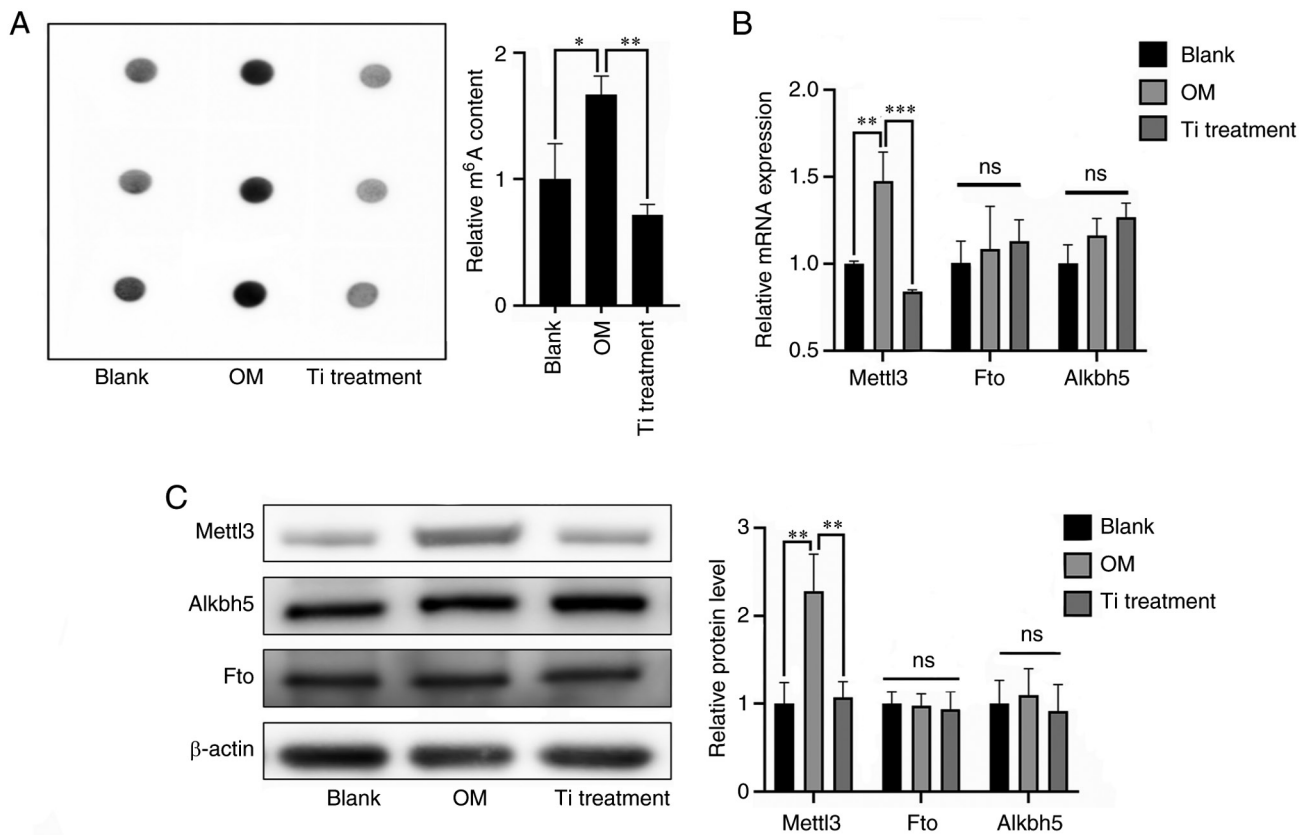 A
Blank
OM
Ti treatment
Relative m⁶A content
2
1
0
*
**
Blank
OM
Ti treatment
B
Blank
OM
Ti treatment
Relative mRNA expression
2.0
1.5
1.0
0.5
**
***
ns
ns
Mettl3
Fto
Alkbh5
C
Mettl3
Alkbh5
Fto
β-actin
Blank
OM
Ti treatment
Relative protein level
3
2
1
0
**
**
ns
ns
Mettl3
Fto
Alkbh5
Blank
OM
Ti treatment